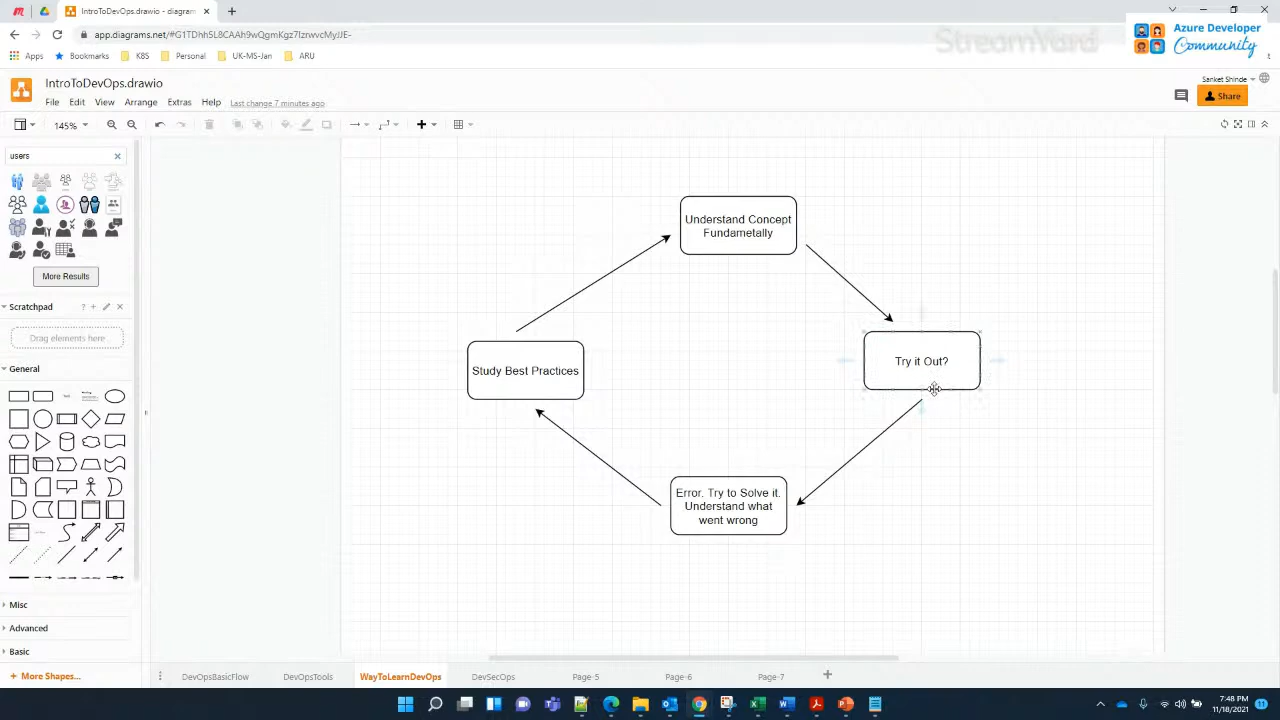 IntroToDevOps.drawio - diagram
app.diagrams.net/#G1TDhh5L8CAAh9wQgmKgz7IzrwvcMyJJE-
Apps
Bookmarks
K8S
Personal
UK-MS-Jan
ARU
StreamYard
Azure Developer
Community
IntroToDevOps.drawio
Sanket Shinde
File
Edit
View
Arrange
Extras
Help
Last change 7 minutes ago
Share
145%
users
More Results
Scratchpad
Drag elements here
General
Misc
Advanced
Basic
+ More Shapes...
Understand Concept
Fundametally
Try it Out?
Study Best Practices
Error. Try to Solve it.
Understand what
went wrong
DevOpsBasicFlow
DevOpsTools
WayToLearnDevOps
DevSecOps
Page-5
Page-6
Page-7
7:48 PM
11/18/2021